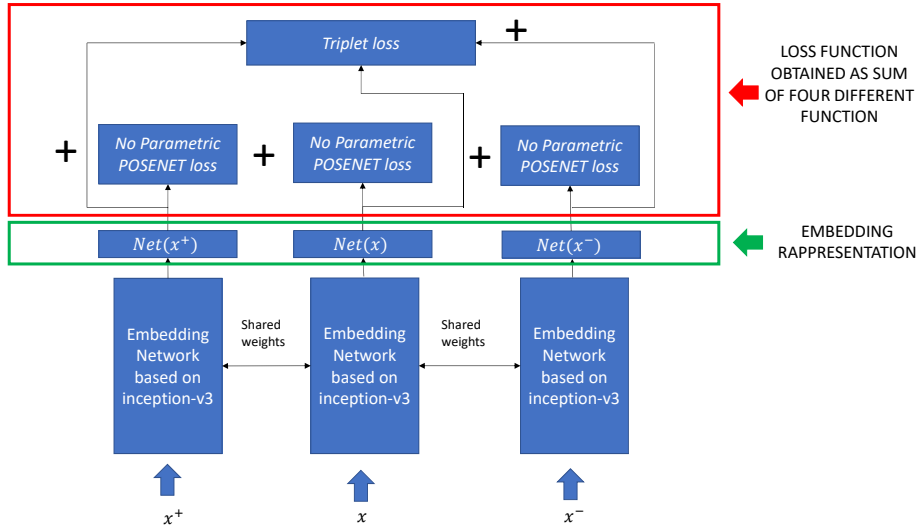 Triplet loss
+
LOSS FUNCTION
OBTAINED AS SUM
OF FOUR DIFFERENT
FUNCTION
+
No Parametric
POSENET loss
+
No Parametric
POSENET loss
+
No Parametric
POSENET loss
Net(x⁺)
Net(x)
Net(x⁻)
EMBEDDING
RAPPRESENTATION
Embedding
Network
based on
inception-v3
Shared
weights
Embedding
Network
based on
inception-v3
Shared
weights
Embedding
Network
based on
inception-v3
x⁺
x
x⁻